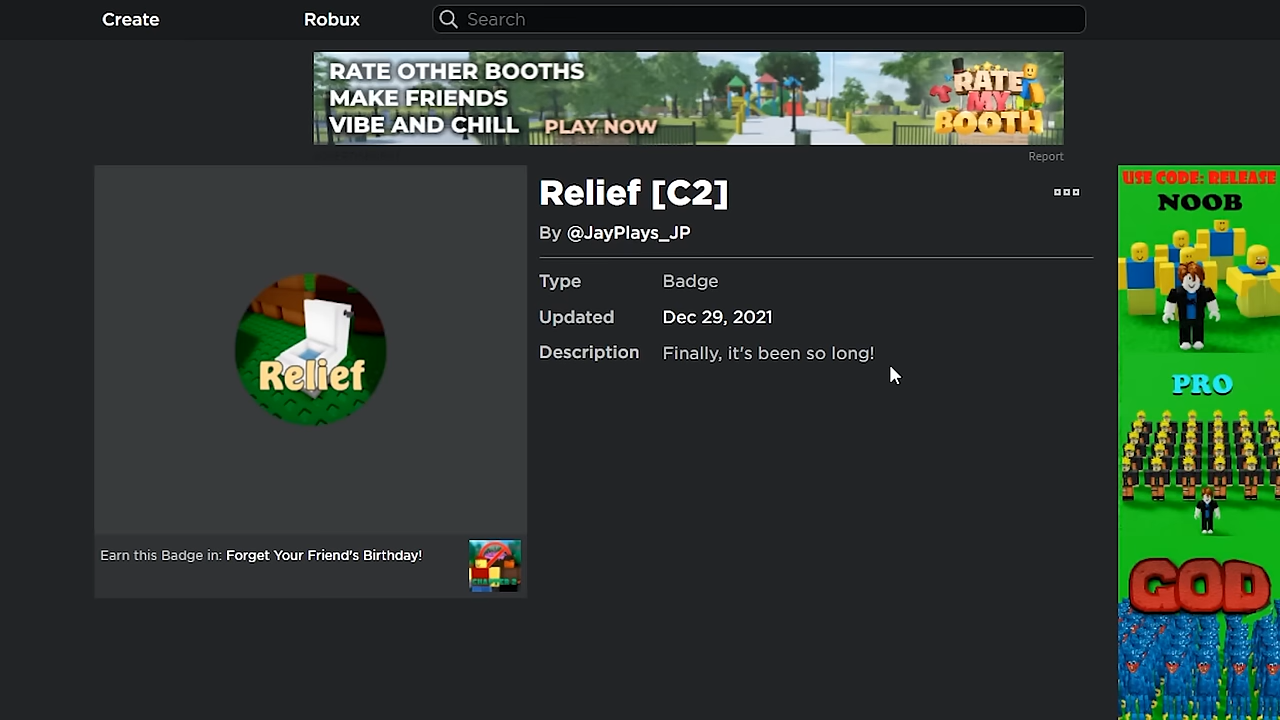 Create
Robux
Search
RATE OTHER BOOTHS
MAKE FRIENDS
VIBE AND CHILL
PLAY NOW
RATE
MY
BOOTH
Report
Relief [C2]
By @JayPlays_JP
Type
Badge
Updated
Dec 29, 2021
Description
Finally, it's been so long!
Relief
Earn this Badge in: Forget Your Friend's Birthday!
CHAPTER 2
USE CODE: RELEASE
NOOB
PRO
GOD